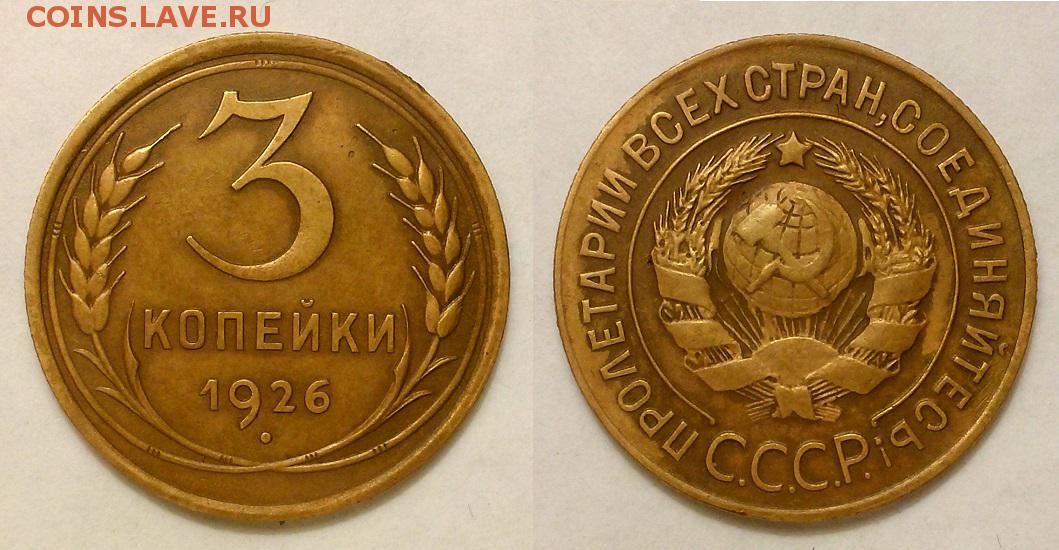 COINS.LAVE.RU
3
КОПЕЙКИ
1926
ПРОЛЕТАРИИ ВСЕХ СТРАН, СОЕДИНЯЙТЕСЬ!
С.С.С.Р.